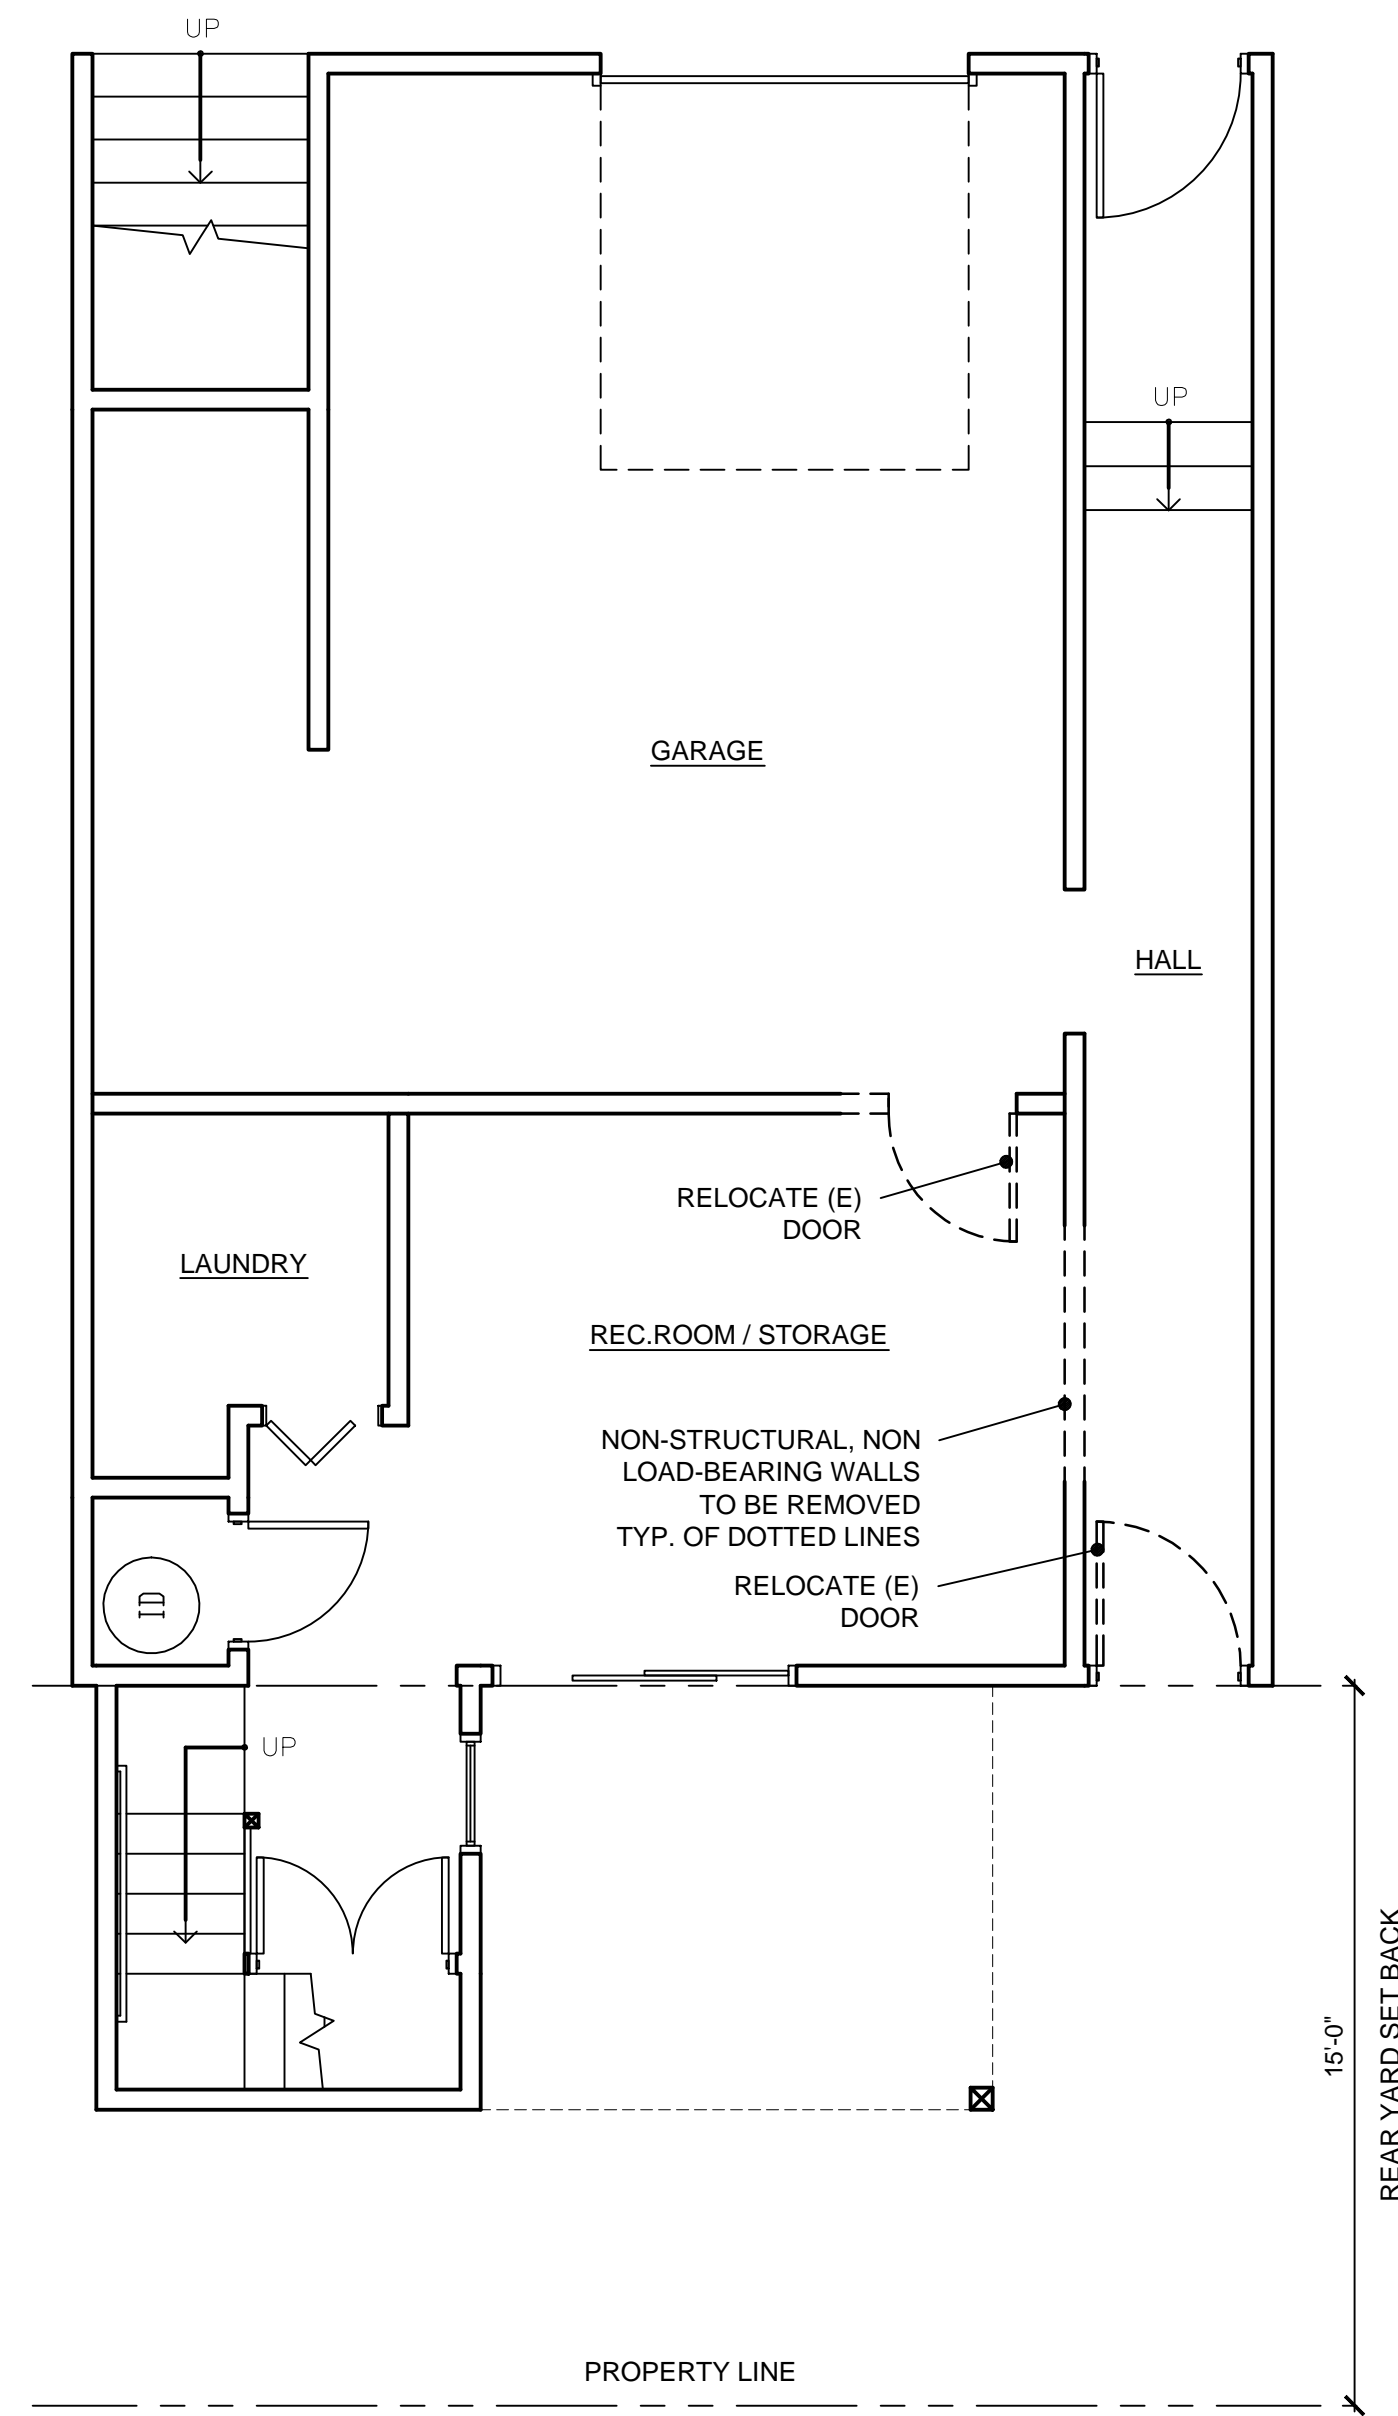 UP
UP
GARAGE
HALL
RELOCATE (E)
DOOR
LAUNDRY
REC.ROOM / STORAGE
NON-STRUCTURAL, NON
LOAD-BEARING WALLS
TO BE REMOVED
TYP. OF DOTTED LINES
RELOCATE (E)
DOOR
ID
UP
15'-0"
REAR YARD SET BACK
PROPERTY LINE